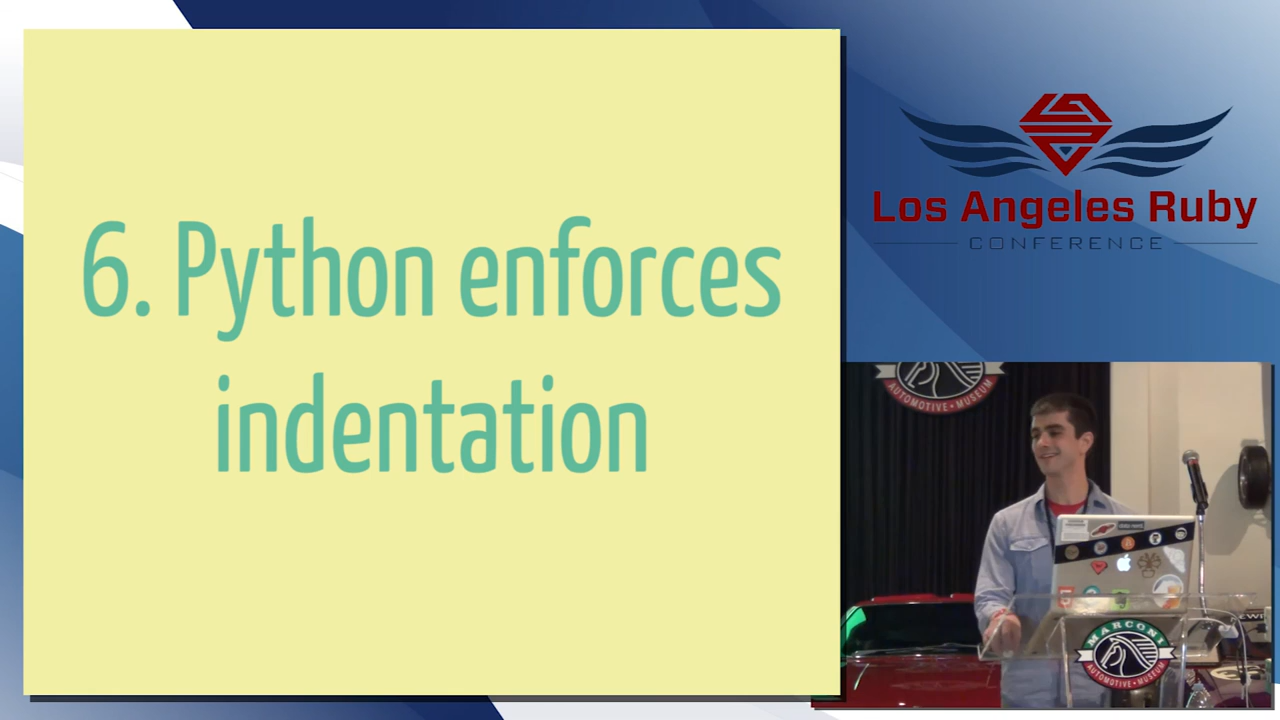 6. Python enforces
indentation
Los Angeles Ruby
CONFERENCE
AUTOMOTIVE • MUSEUM
MARCONI
AUTOMOTIVE • MUSEUM